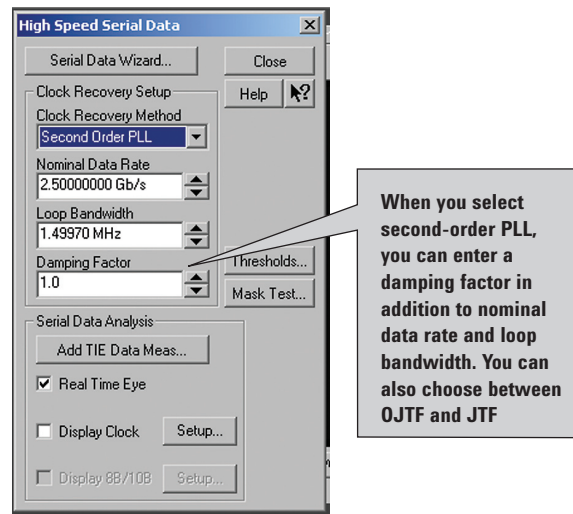 High Speed Serial Data
Serial Data Wizard...
Close
Clock Recovery Setup
Help
Clock Recovery Method
Second Order PLL
Nominal Data Rate
2.50000000 Gb/s
Loop Bandwidth
1.49970 MHz
Damping Factor
1.0
Thresholds...
Mask Test...
Serial Data Analysis
Add TIE Data Meas...
Real Time Eye
Display Clock
Setup...
Display 8B/10B
Setup...
When you select
second-order PLL,
you can enter a
damping factor in
addition to nominal
data rate and loop
bandwidth. You can
also choose between
OJTF and JTF